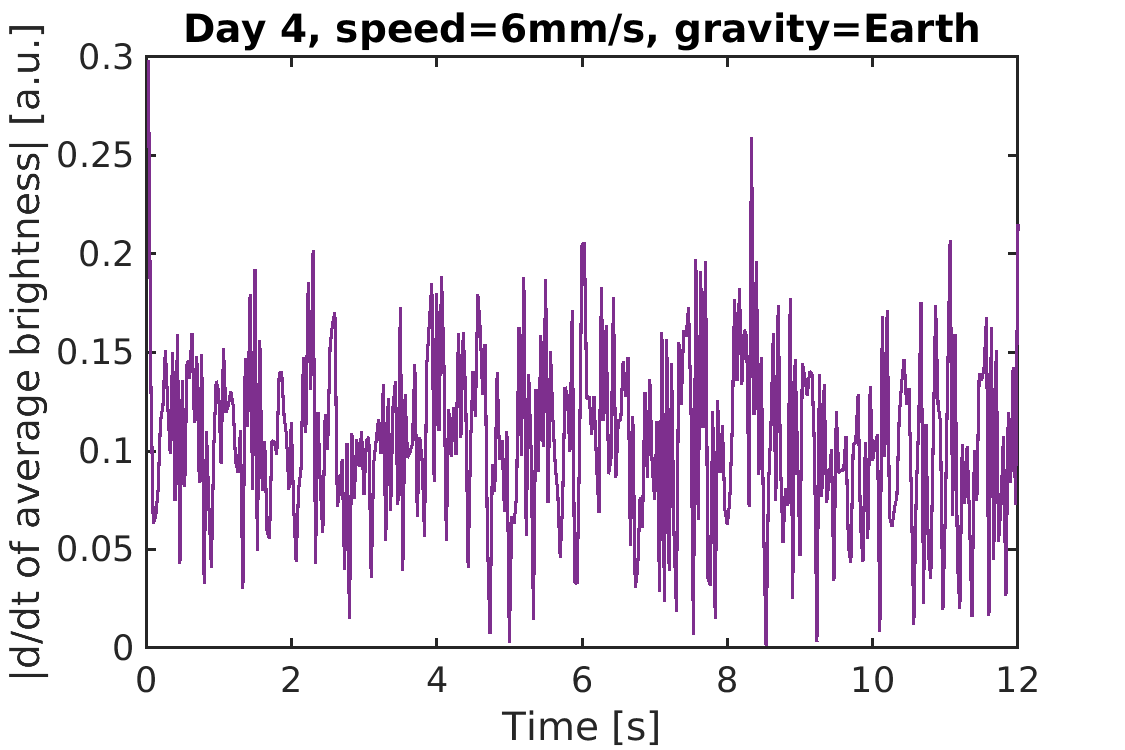 Day 4, speed=6mm/s, gravity=Earth
|d/dt of average brightness| [a.u.]
0.3
0.25
0.2
0.15
0.1
0.05
0
0 2 4 6 8 10 12
Time [s]